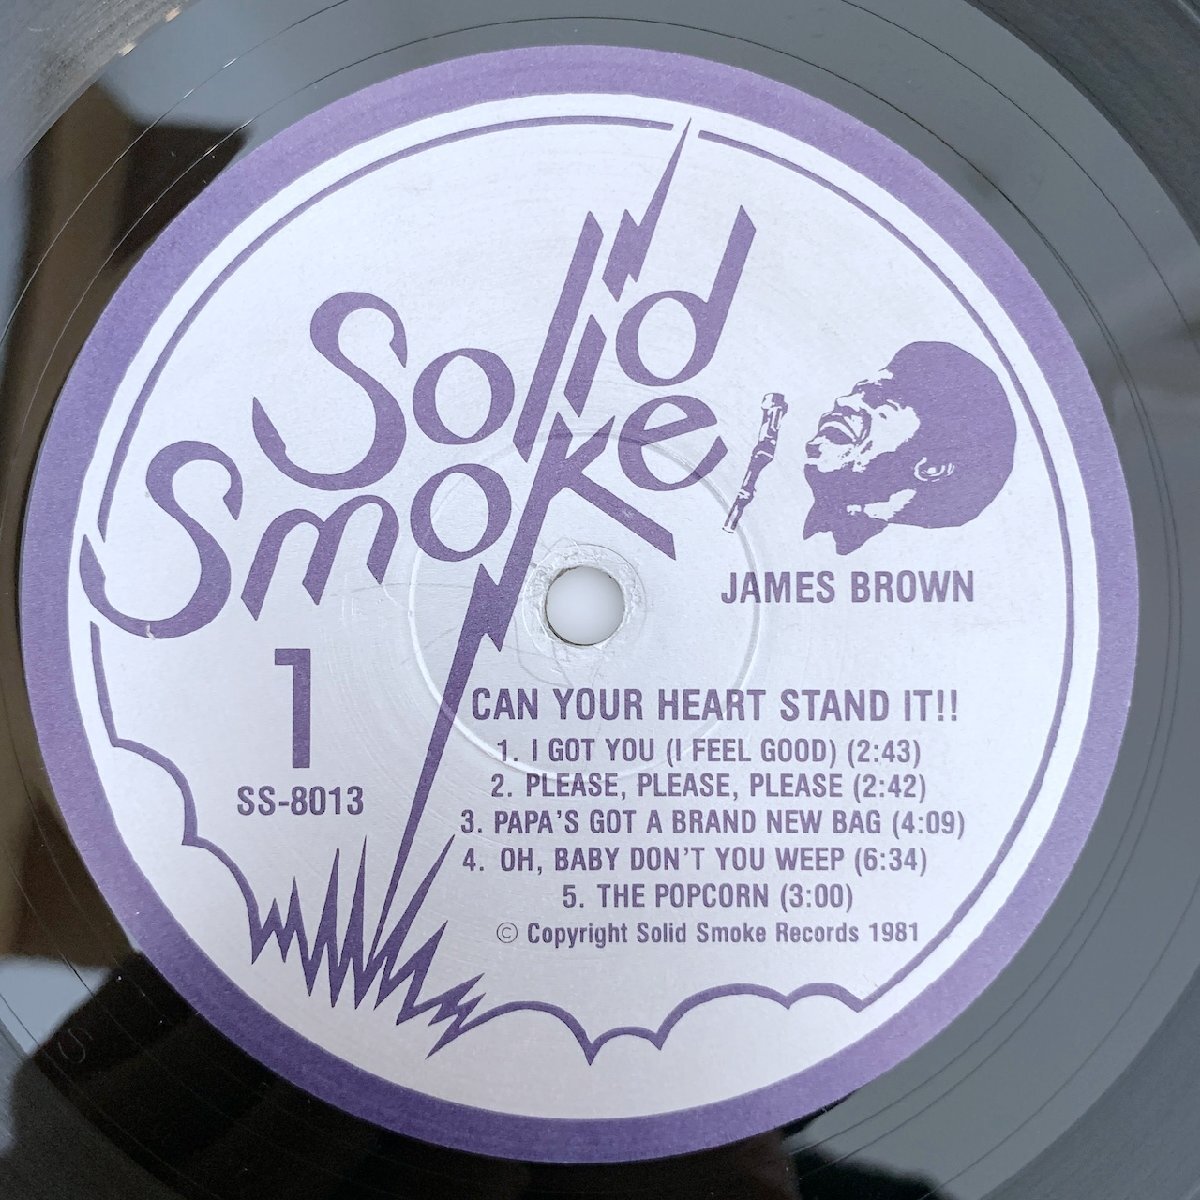 Solid
Smoke
JAMES BROWN
1
SS-8013
CAN YOUR HEART STAND IT!!
1. I GOT YOU (I FEEL GOOD) (2:43)
2. PLEASE, PLEASE, PLEASE (2:42)
3. PAPA'S GOT A BRAND NEW BAG (4:09)
4. OH, BABY DON'T YOU WEEP (6:34)
5. THE POPCORN (3:00)
© Copyright Solid Smoke Records 1981